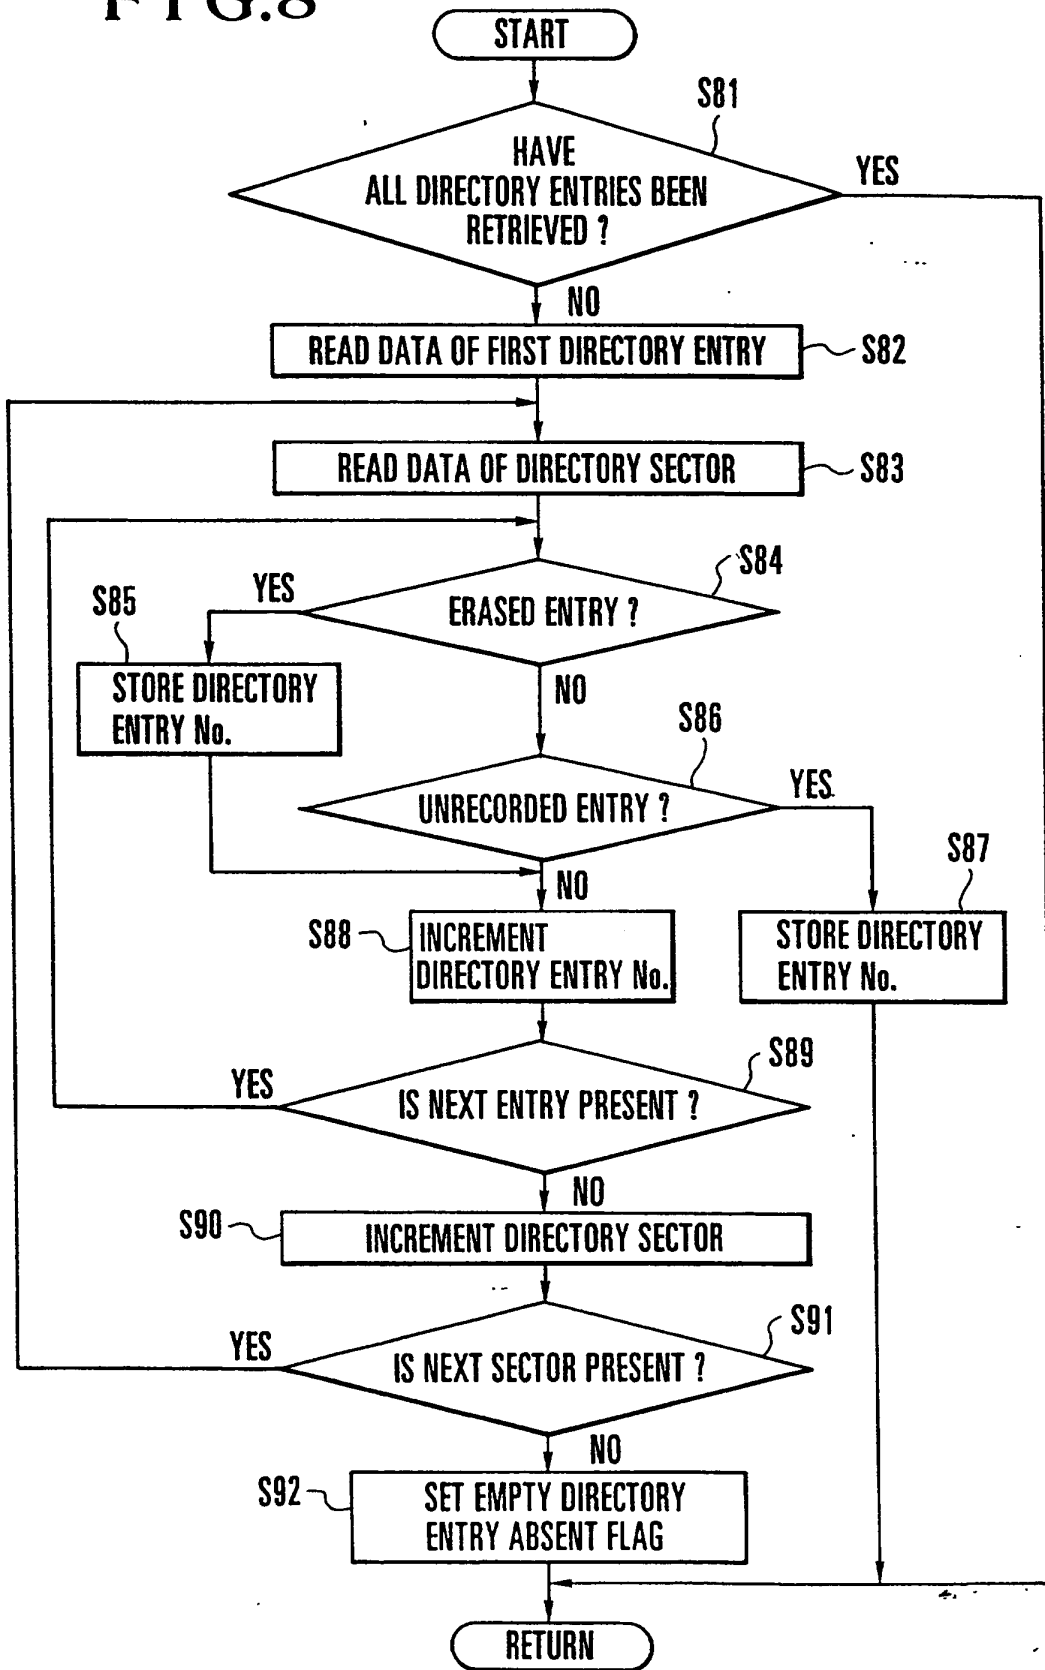 FIG.8
START
S81
HAVE
ALL DIRECTORY ENTRIES BEEN
RETRIEVED ?
YES
NO
READ DATA OF FIRST DIRECTORY ENTRY
S82
READ DATA OF DIRECTORY SECTOR
S83
S84
YES
ERASED ENTRY ?
S85
STORE DIRECTORY
ENTRY No.
NO
S86
UNRECORDED ENTRY ?
YES
S87
NO
S88
INCREMENT
DIRECTORY ENTRY No.
STORE DIRECTORY
ENTRY No.
S89
YES
IS NEXT ENTRY PRESENT ?
NO
S90
INCREMENT DIRECTORY SECTOR
S91
YES
IS NEXT SECTOR PRESENT ?
NO
S92
SET EMPTY DIRECTORY
ENTRY ABSENT FLAG
RETURN